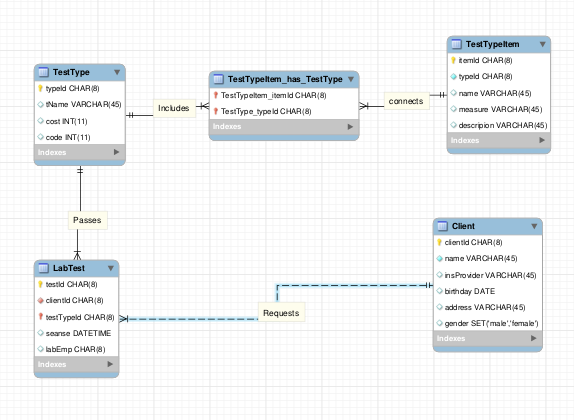 TestType
typeId CHAR(8)
tName VARCHAR(45)
cost INT(11)
code INT(11)
Indexes
Includes
TestTypeItem_has_TestType
TestTypeItem_itemId CHAR(8)
TestType_typeId CHAR(8)
Indexes
connects
TestTypeItem
itemId CHAR(8)
typeId CHAR(8)
name VARCHAR(45)
measure VARCHAR(45)
descripion VARCHAR(45)
Indexes
Passes
LabTest
testId CHAR(8)
clientId CHAR(8)
testTypeId CHAR(8)
seanse DATETIME
labEmp CHAR(8)
Indexes
Requests
Client
clientId CHAR(8)
name VARCHAR(45)
insProvider VARCHAR(45)
birthday DATE
address VARCHAR(45)
gender SET('male','female')
Indexes